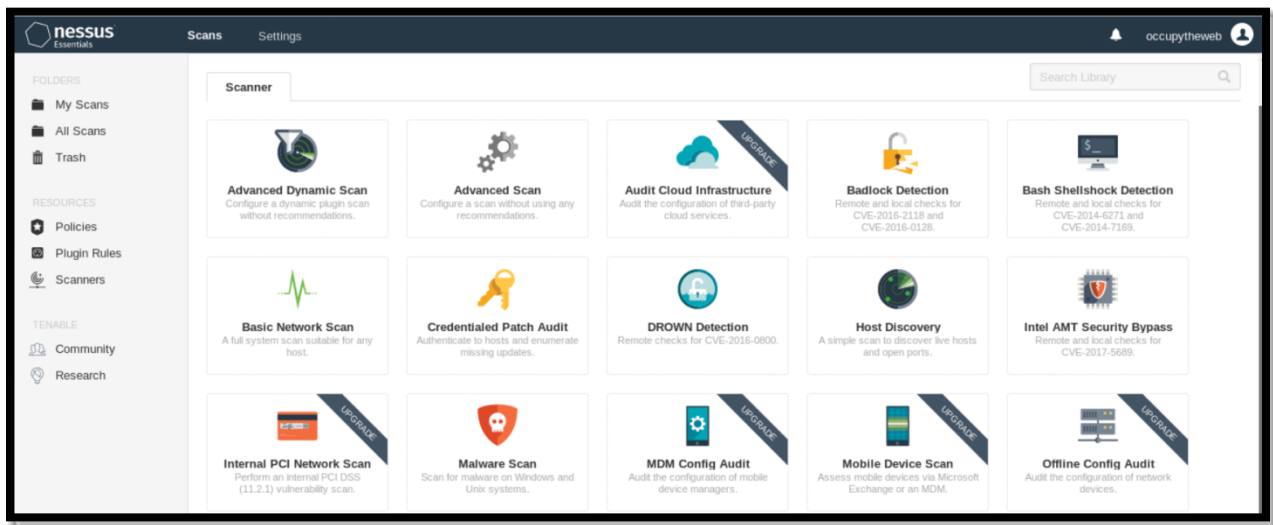 nessus
Essentials
Scans
Settings
occupytheweb
FOLDERS
My Scans
All Scans
Trash
RESOURCES
Policies
Plugin Rules
Scanners
TENABLE
Community
Research
Scanner
Search Library
Advanced Dynamic Scan
Configure a dynamic plugin scan
without recommendations.
Advanced Scan
Configure a scan without using any
recommendations.
UPGRADE
Audit Cloud Infrastructure
Audit the configuration of third-party
cloud services.
Badlock Detection
Remote and local checks for
CVE-2016-2118 and
CVE-2016-0128.
$_
Bash Shellshock Detection
Remote and local checks for
CVE-2014-6271 and
CVE-2014-7169.
Basic Network Scan
A full system scan suitable for any
host.
Credentialed Patch Audit
Authenticate to hosts and enumerate
missing updates.
DROWN Detection
Remote checks for CVE-2016-0800.
Host Discovery
A simple scan to discover live hosts
and open ports.
Intel AMT Security Bypass
Remote and local checks for
CVE-2017-5689.
UPGRADE
Internal PCI Network Scan
Perform an internal PCI DSS
(11.2.1) vulnerability scan.
Malware Scan
Scan for malware on Windows and
Unix systems.
UPGRADE
MDM Config Audit
Audit the configuration of mobile
device managers.
UPGRADE
Mobile Device Scan
Assess mobile devices via Microsoft
Exchange or an MDM.
UPGRADE
Offline Config Audit
Audit the configuration of network
devices.